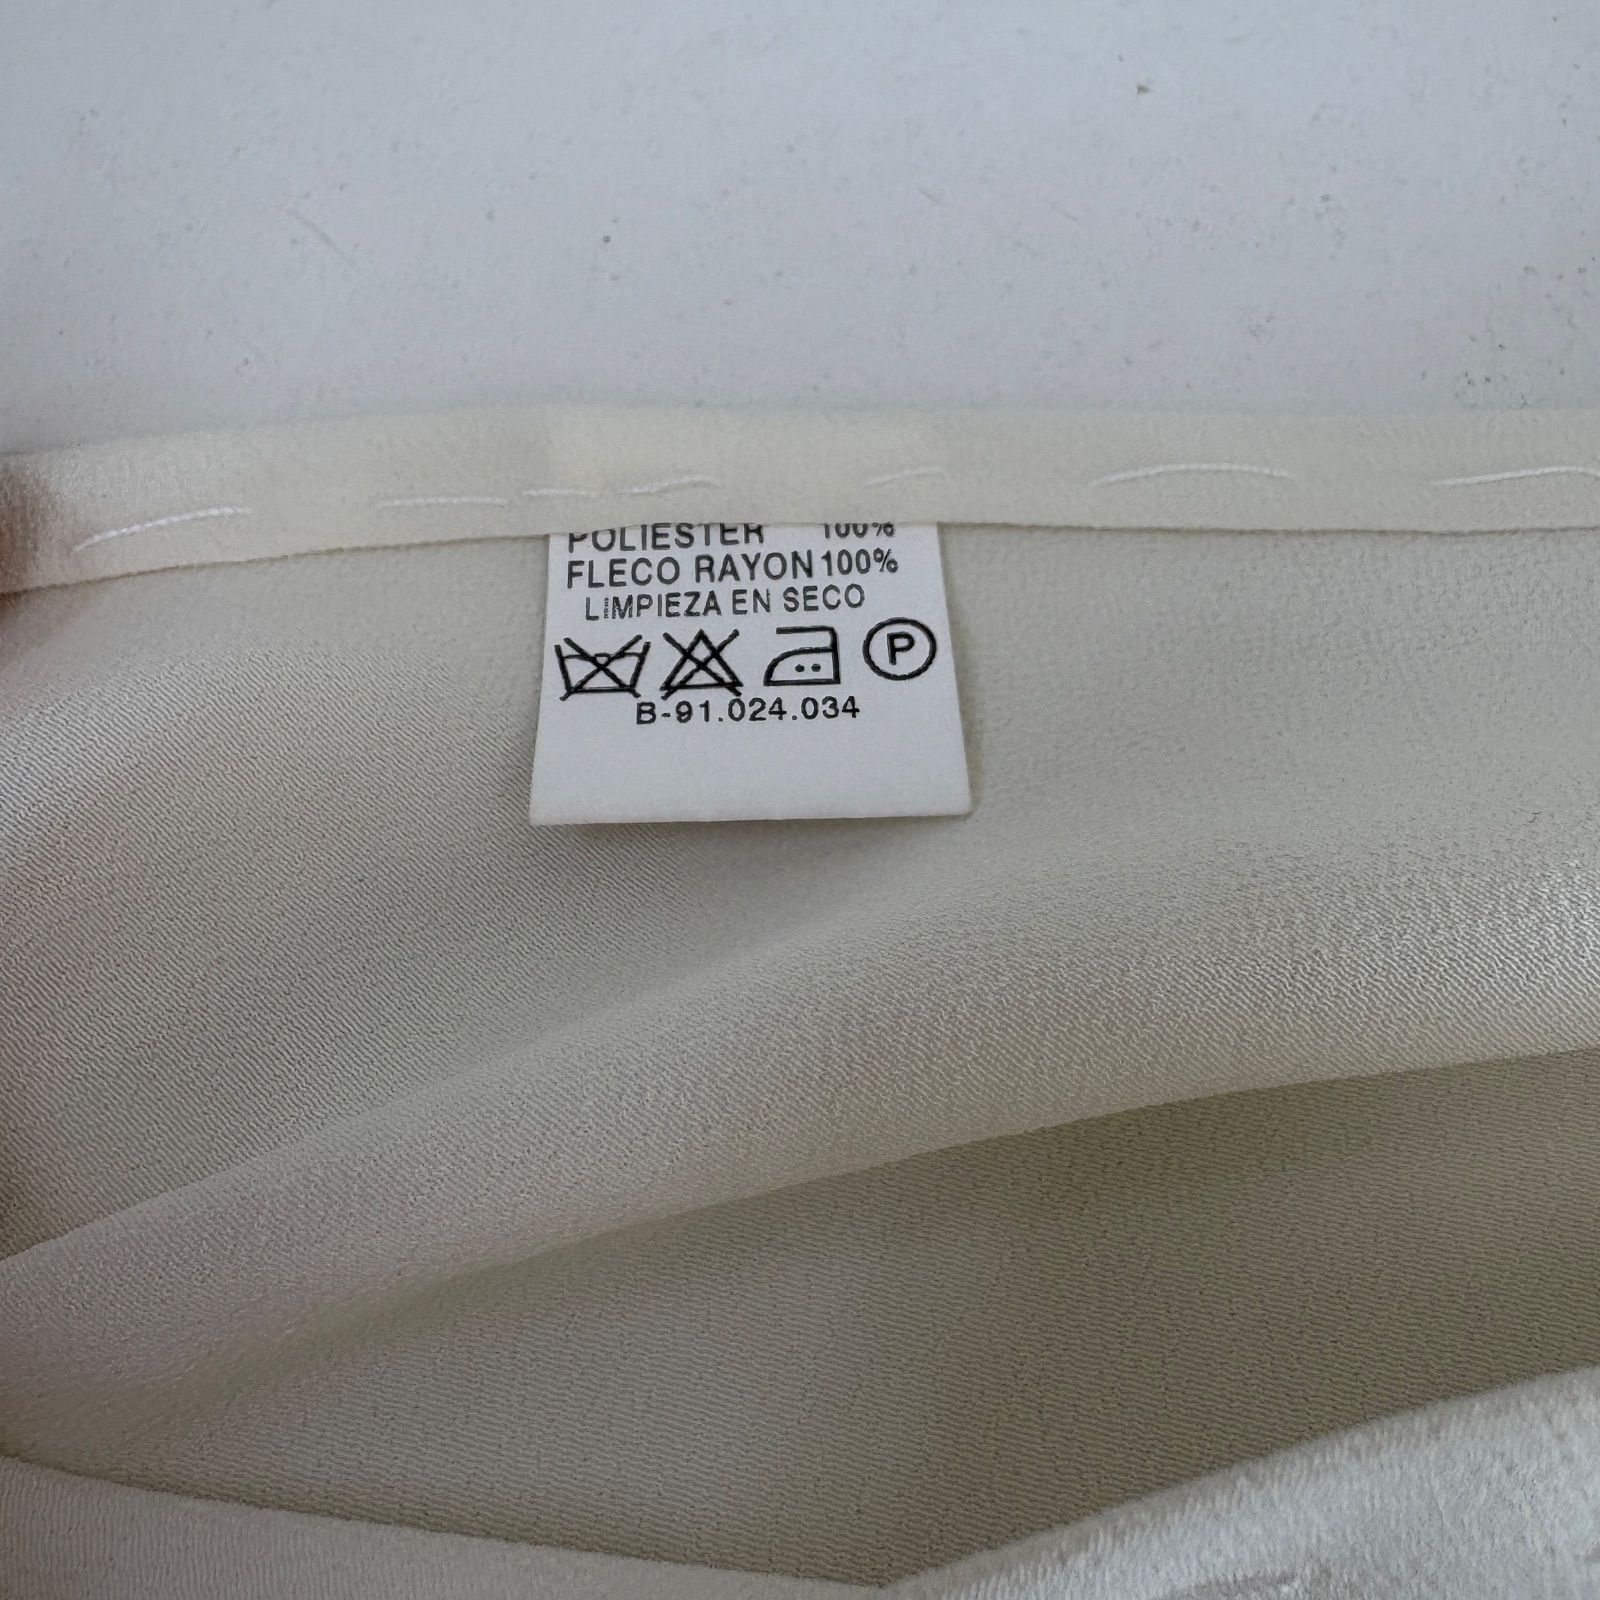 POLIESTER 100%
FLECO RAYON 100%
LIMPIEZA EN SECO
P
B-91.024.034